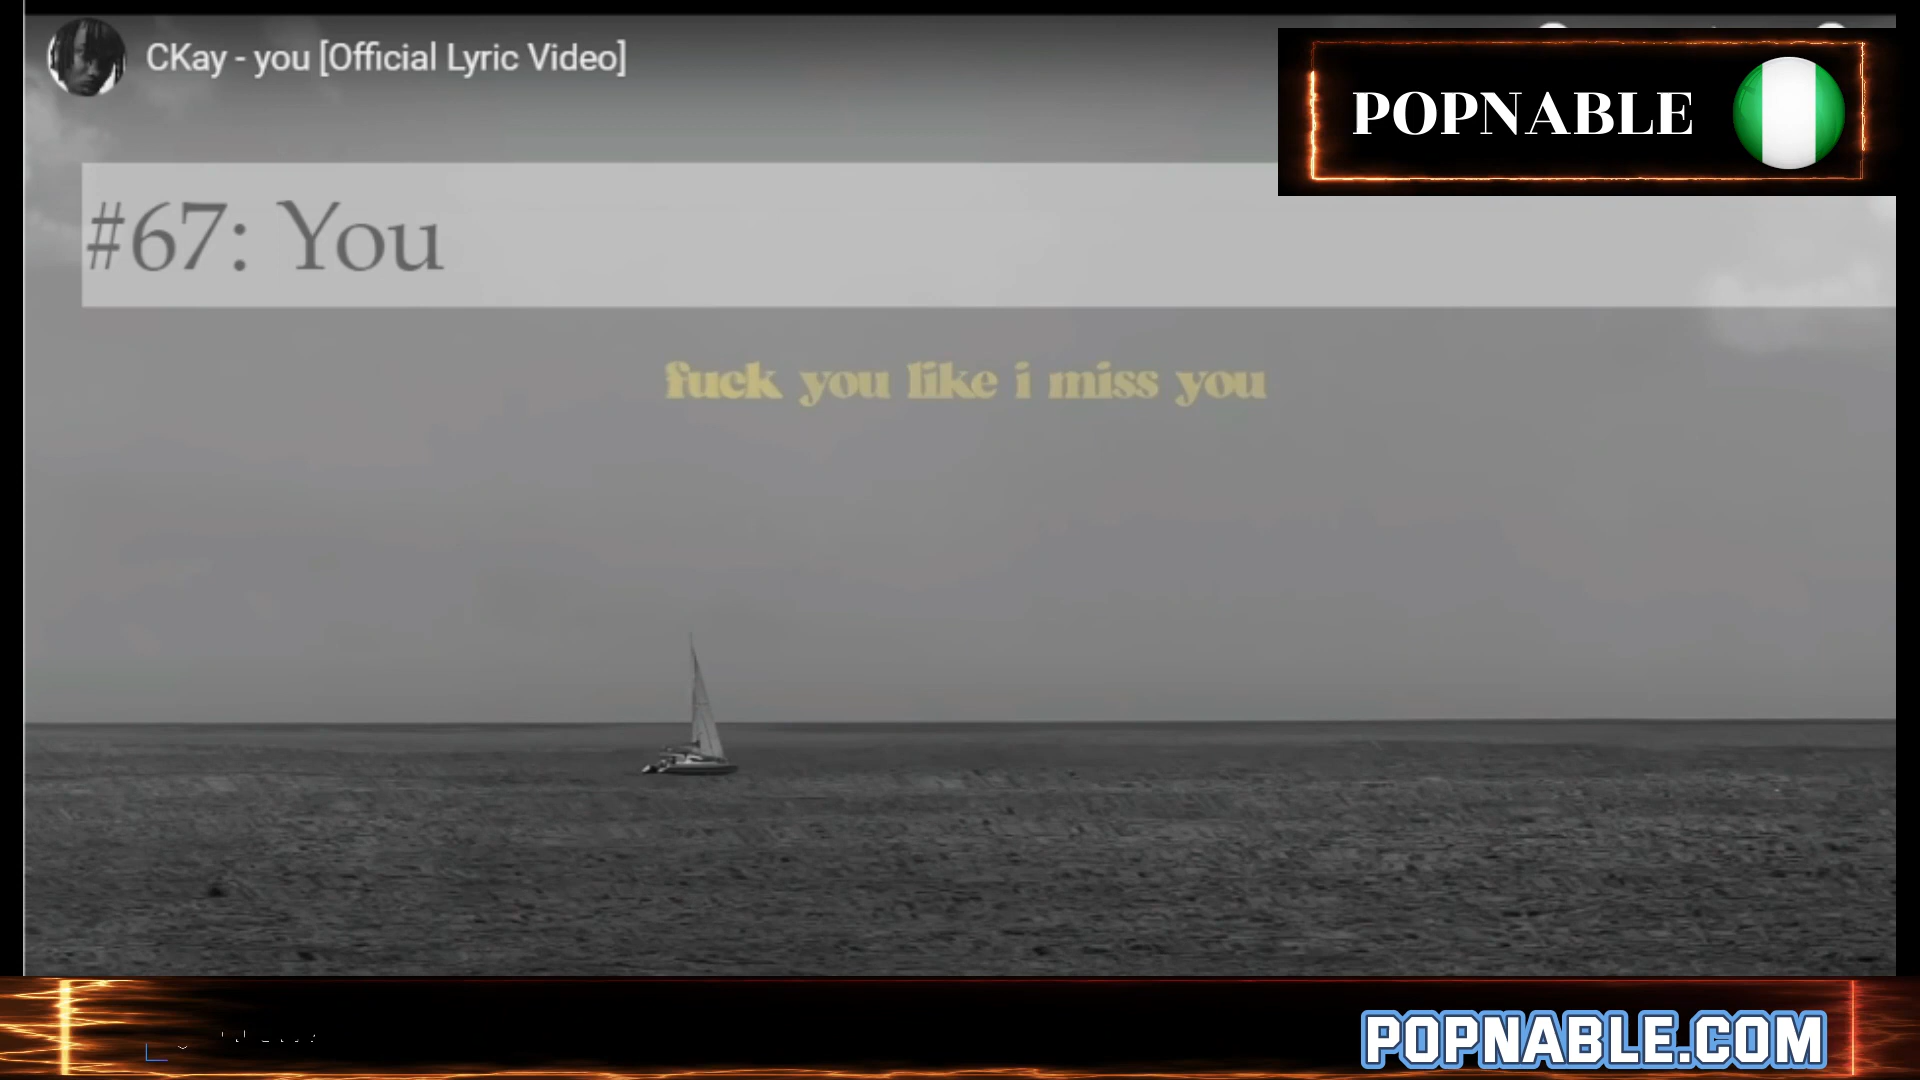 CKay - you [Official Lyric Video]
POPNABLE
#67: You
fuck you like i miss you
POPNABLE.COM